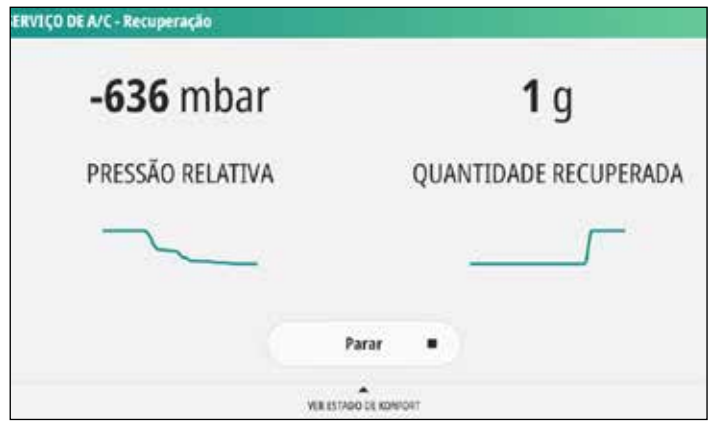 ERVIÇO DE A/C - Recuperação
-636 mbar
1 g
PRESSÃO RELATIVA
QUANTIDADE RECUPERADA
Parar
VER ESTADO DE KONFORT